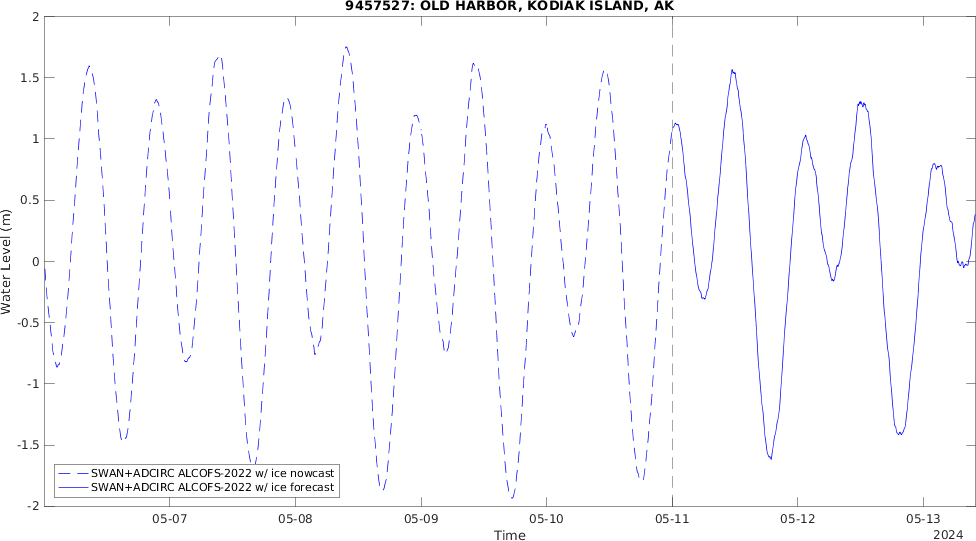 9457527: OLD HARBOR, KODIAK ISLAND, AK
2
1.5
1
0.5
0
-0.5
-1
-1.5
-2
Water Level (m)
SWAN+ADCIRC ALCOFS-2022 w/ ice nowcast
SWAN+ADCIRC ALCOFS-2022 w/ ice forecast
05-07 05-08 05-09 05-10 05-11 05-12 05-13
Time
2024